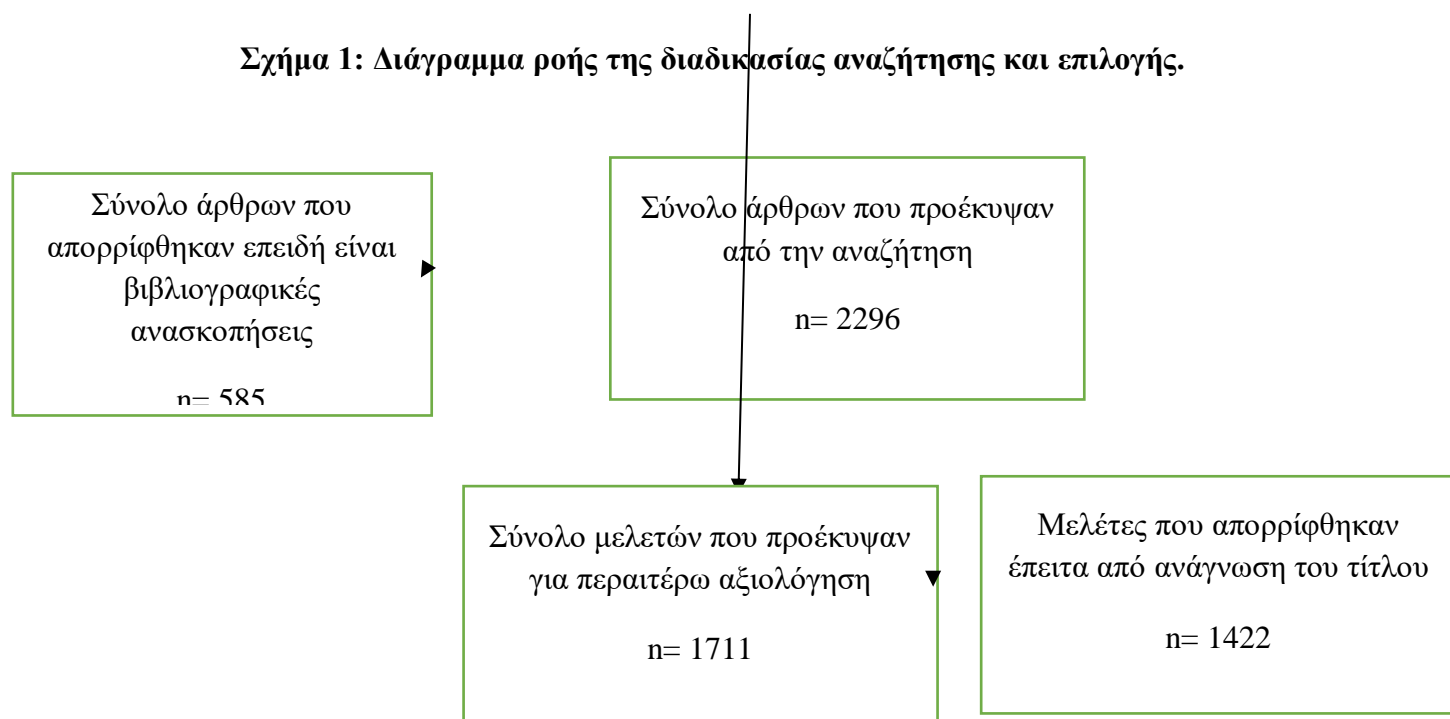 Σχήμα 1: Διάγραμμα ροής της διαδικασίας αναζήτησης και επιλογής.
Σύνολο άρθρων που
απορρίφθηκαν επειδή είναι
βιβλιογραφικές
ανασκοπήσεις
n= 585
Σύνολο άρθρων που προέκυψαν
από την αναζήτηση
n= 2296
Σύνολο μελετών που προέκυψαν
για περαιτέρω αξιολόγηση
n= 1711
Μελέτες που απορρίφθηκαν
έπειτα από ανάγνωση του τίτλου
n= 1422